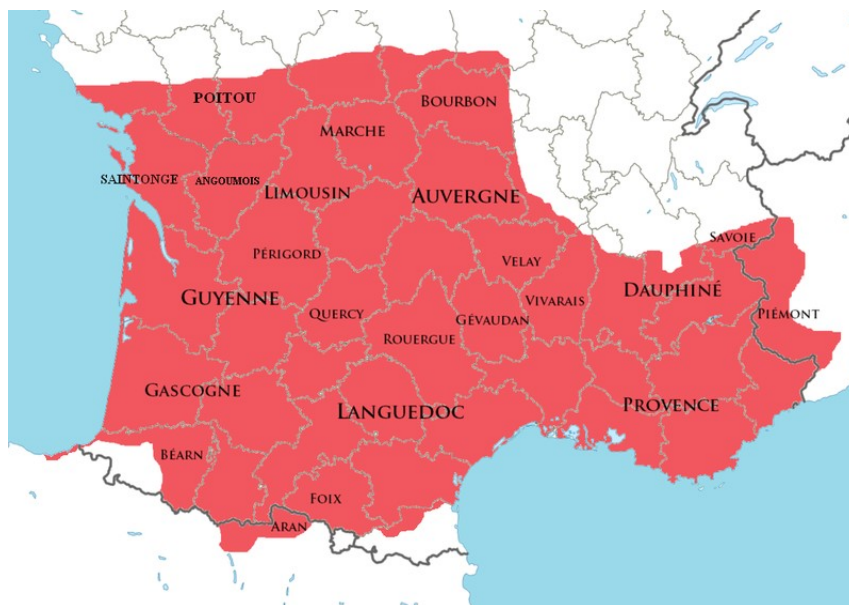 POITOU
BOURBON
MARCHE
SAINTONGE
ANGOUMOIS
LIMOUSIN
AUVERGNE
SAVOIE
PÉRIGORD
VELAY
GUYENNE
DAUPHINÉ
VIVARAIS
QUERCY
GÉVAUDAN
PIÉMONT
ROUERGUE
GASCOGNE
LANGUEDOC
PROVENCE
BÉARN
FOIX
ARAN